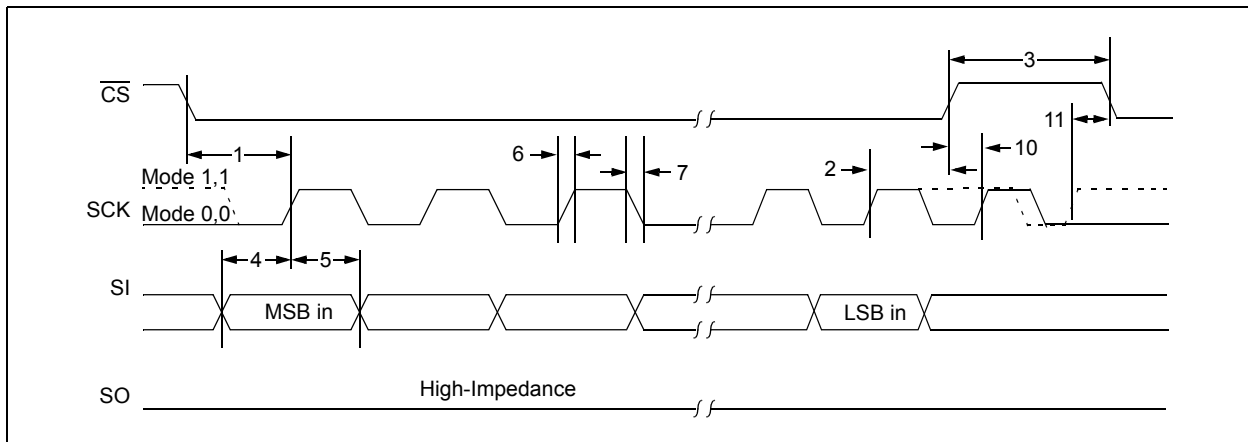 3
CS
11
1
6
7
2
10
Mode 1,1
SCK
Mode 0,0
4
5
SI
MSB in
LSB in
SO
High-Impedance